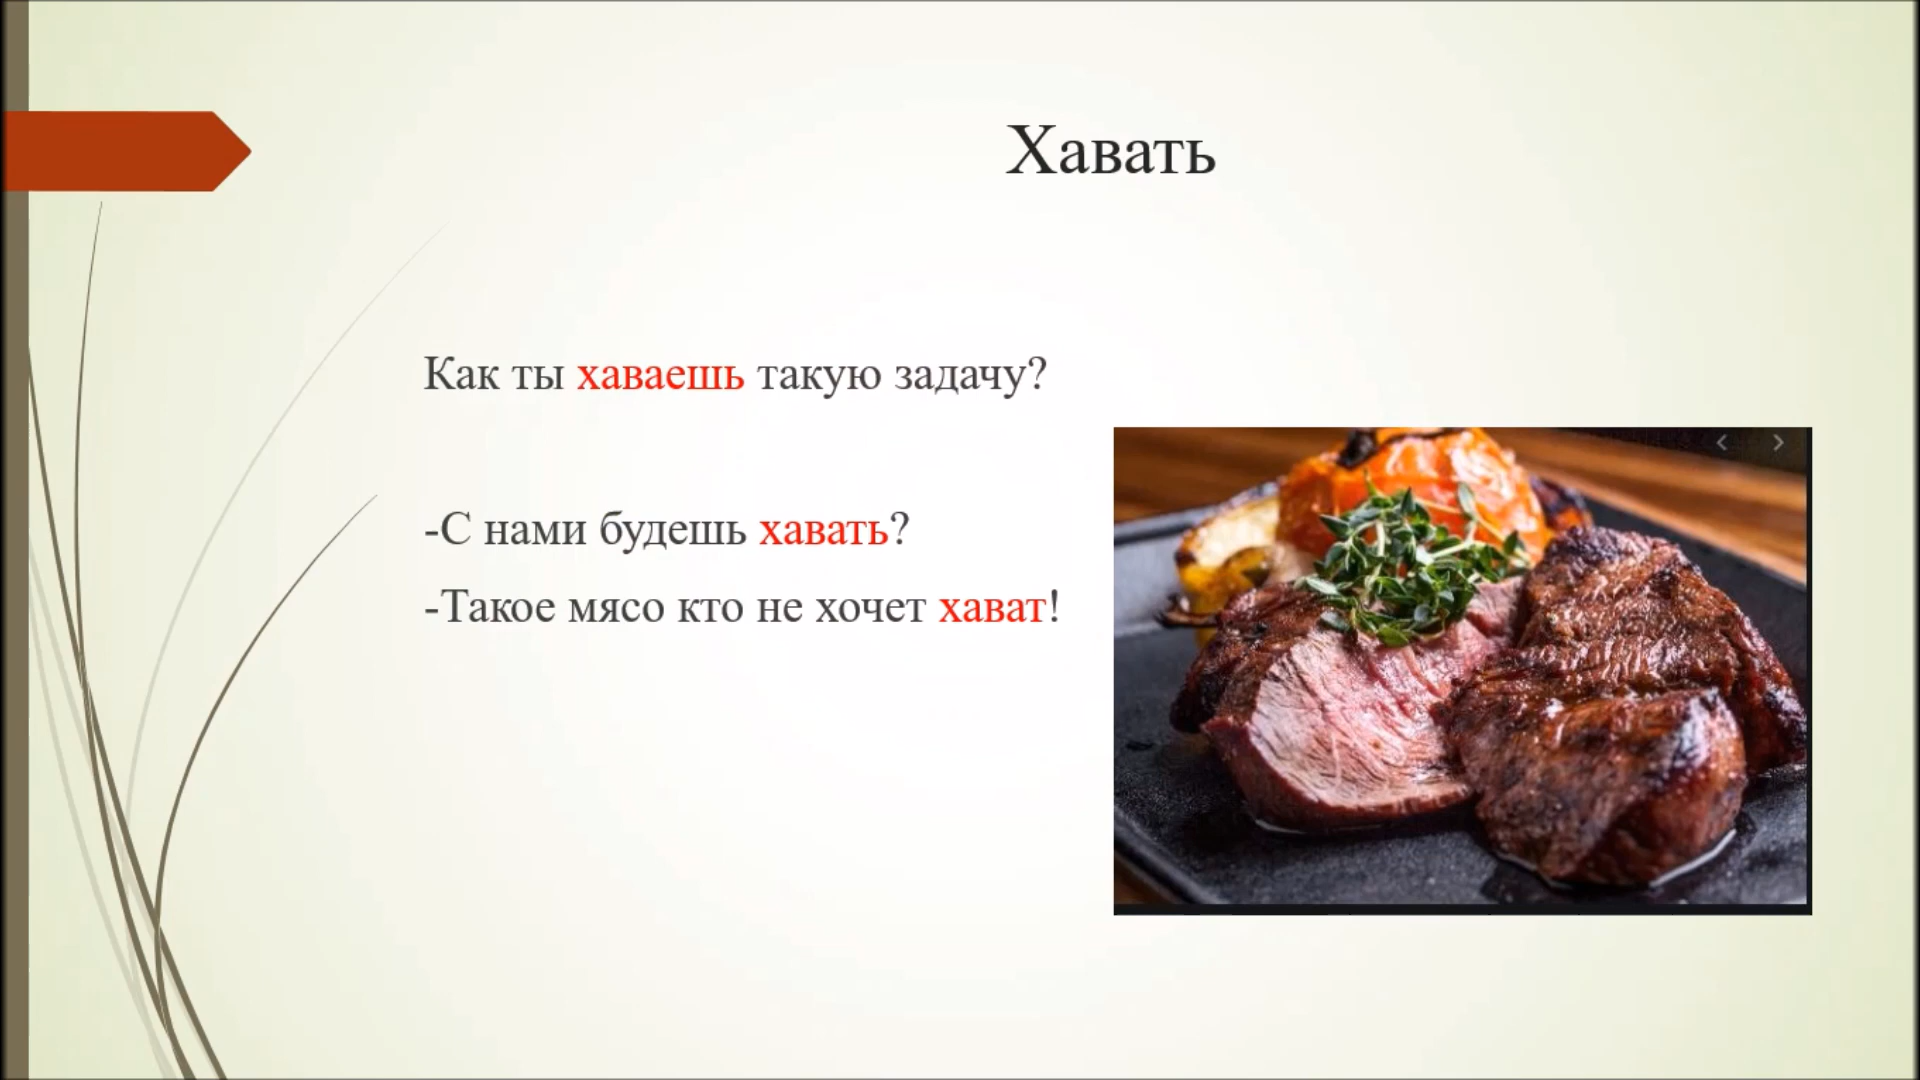 Хавать
Как ты хаваешь такую задачу?
-С нами будешь хавать?
-Такое мясо кто не хочет хават!